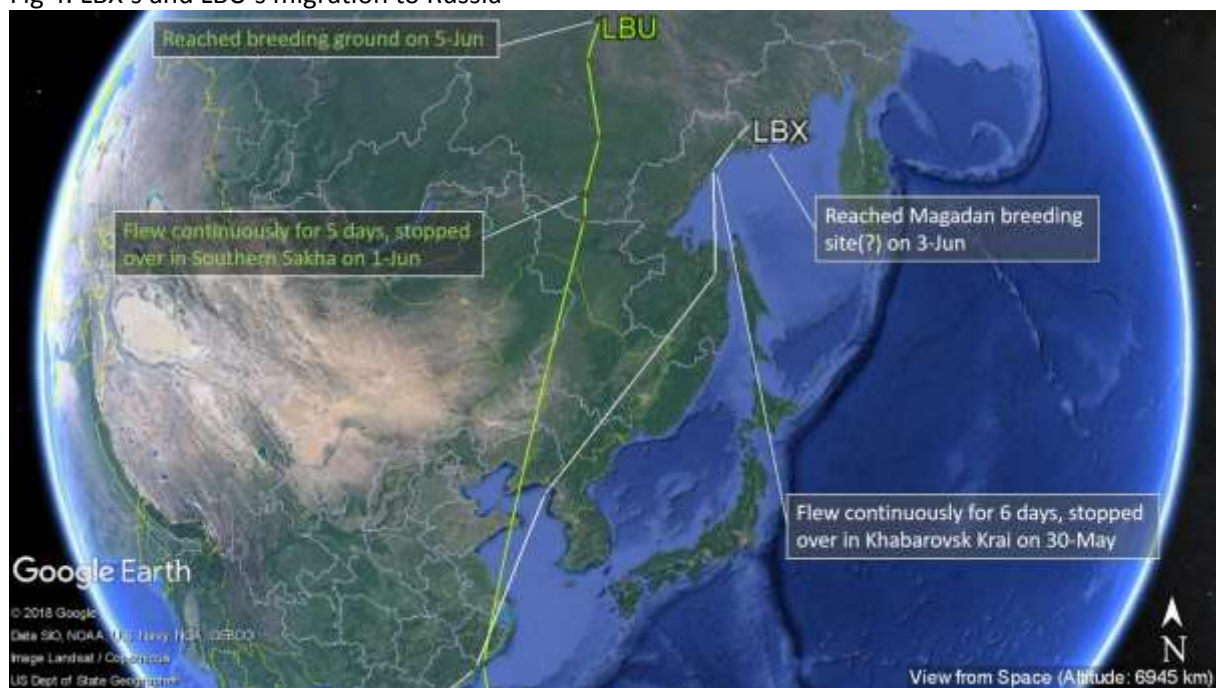 Fig 4. LBX's and LBU's migration to Russia
Reached breeding ground on 5-Jun
LBU
LBX
Flew continuously for 5 days, stopped
over in Southern Sakha on 1-Jun
Reached Magadan breeding
site(?) on 3-Jun
Flew continuously for 6 days, stopped
over in Khabarovsk Krai on 30-May
Google Earth
© 2018 Google
Data SIO, NOAA, U.S. Navy, NGA, GEBCO
Image Landsat / Copernicus
US Dept of State Geographer
N
View from Space (Altitude: 6945 km)